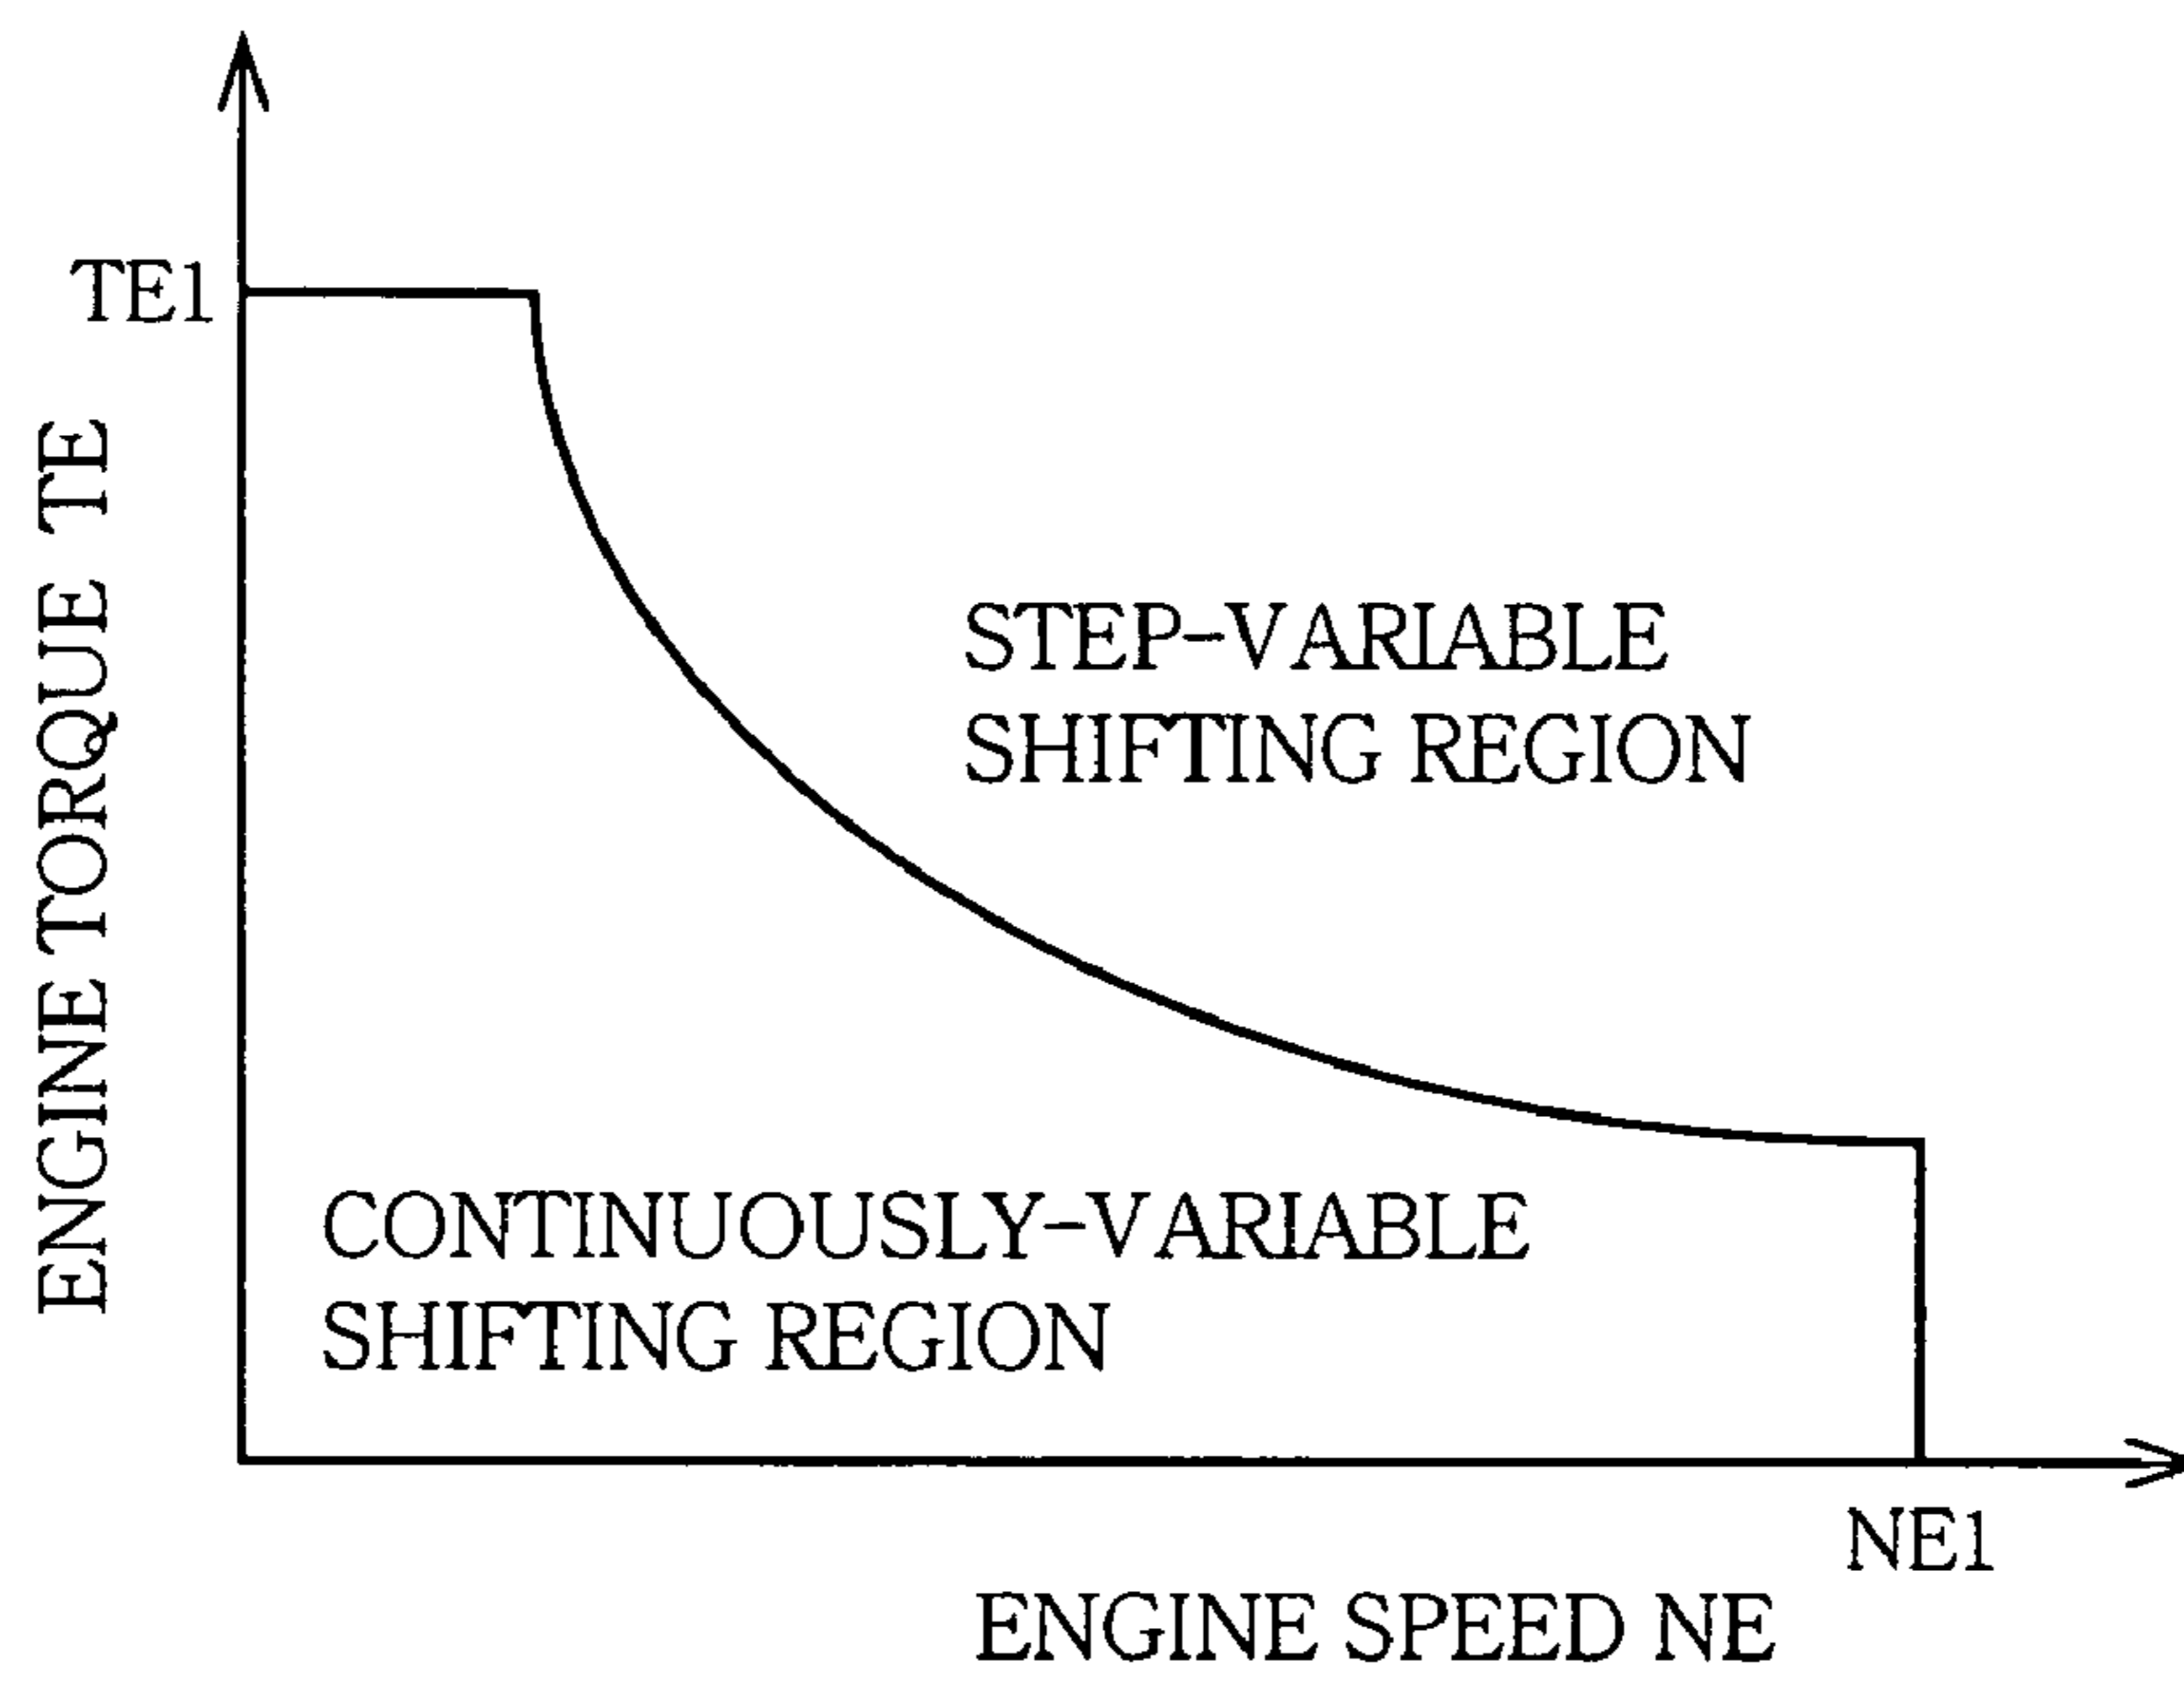 TE1
ENGINE TORQUE TE
STEP-VARIABLE
SHIFTING REGION
CONTINUOUSLY-VARIABLE
SHIFTING REGION
NE1
ENGINE SPEED NE